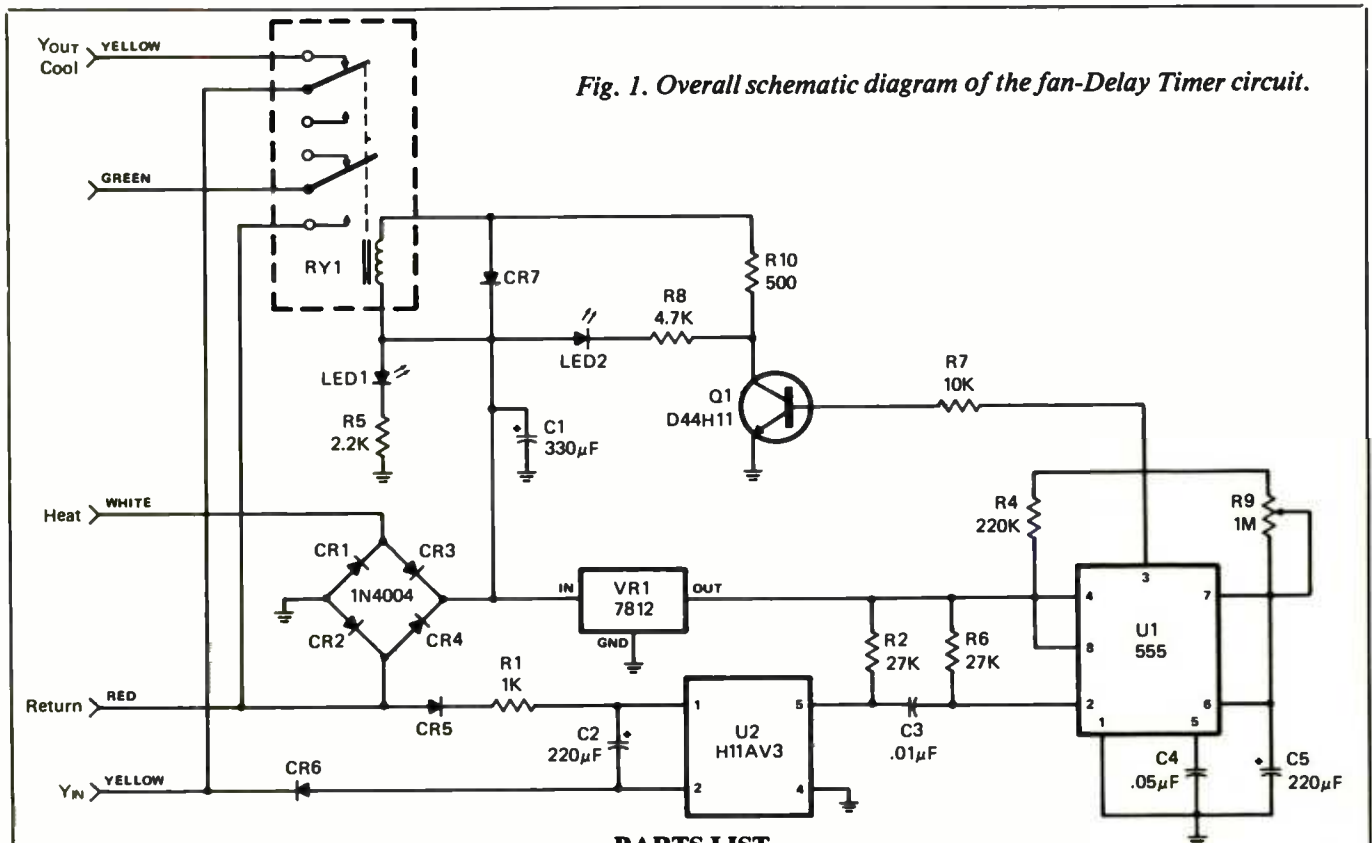 Fig. 1. Overall schematic diagram of the fan-Delay Timer circuit.
YOUT YELLOW
Cool
GREEN
RY1
CR7
R10
500
R8
4.7K
LED2
LED1
R5
2.2K
C1
330µF
Q1
D44H11
R7
10K
Heat WHITE
CR1 CR3
1N4004
CR2 CR4
IN VR1 OUT
7812
GND
R4
220K
R9
1M
R2
27K
R6
27K
3
4 7
8
U1
555
2 6
1 5
Return RED
CR5
R1
1K
C2
220µF
1 5
U2
H11AV3
2 4
C3
.01µF
C4
.05µF
C5
220µF
YIN YELLOW
CR6
PARTS LIST